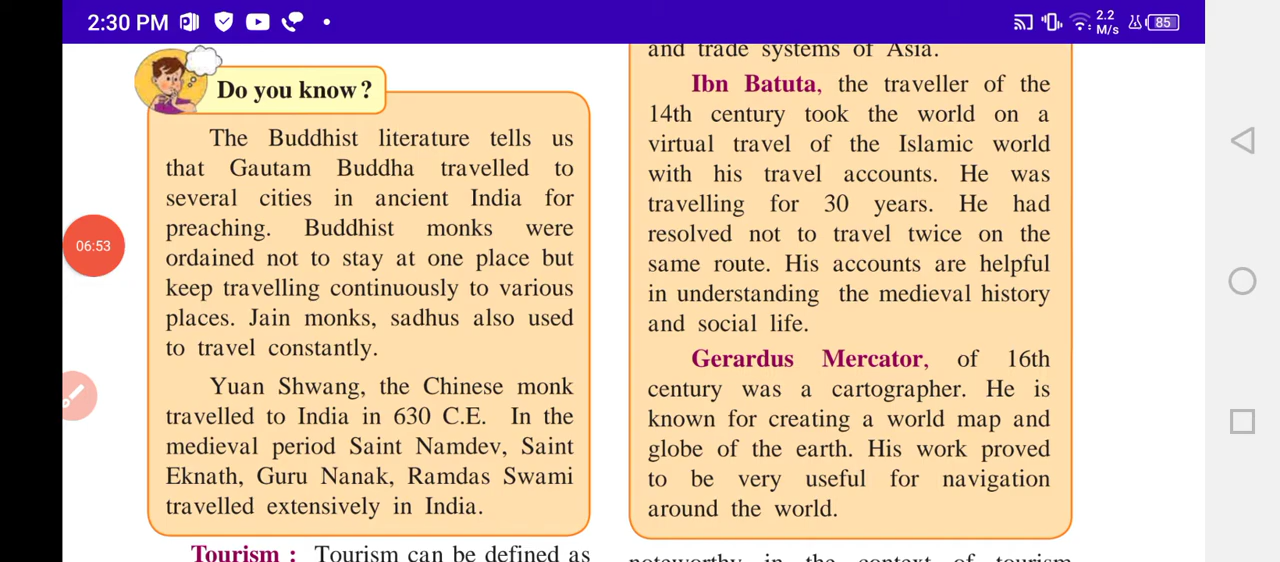 2:30 PM
2.2
M/s
85
Do you know?
The Buddhist literature tells us
that Gautam Buddha travelled to
several cities in ancient India for
preaching. Buddhist monks were
ordained not to stay at one place but
keep travelling continuously to various
places. Jain monks, sadhus also used
to travel constantly.
Yuan Shwang, the Chinese monk
travelled to India in 630 C.E. In the
medieval period Saint Namdev, Saint
Eknath, Guru Nanak, Ramdas Swami
travelled extensively in India.
Tourism : Tourism can be defined as
06:53
and trade systems of Asia.
Ibn Batuta, the traveller of the
14th century took the world on a
virtual travel of the Islamic world
with his travel accounts. He was
travelling for 30 years. He had
resolved not to travel twice on the
same route. His accounts are helpful
in understanding the medieval history
and social life.
Gerardus Mercator, of 16th
century was a cartographer. He is
known for creating a world map and
globe of the earth. His work proved
to be very useful for navigation
around the world.
noteworthy in the context of tourism